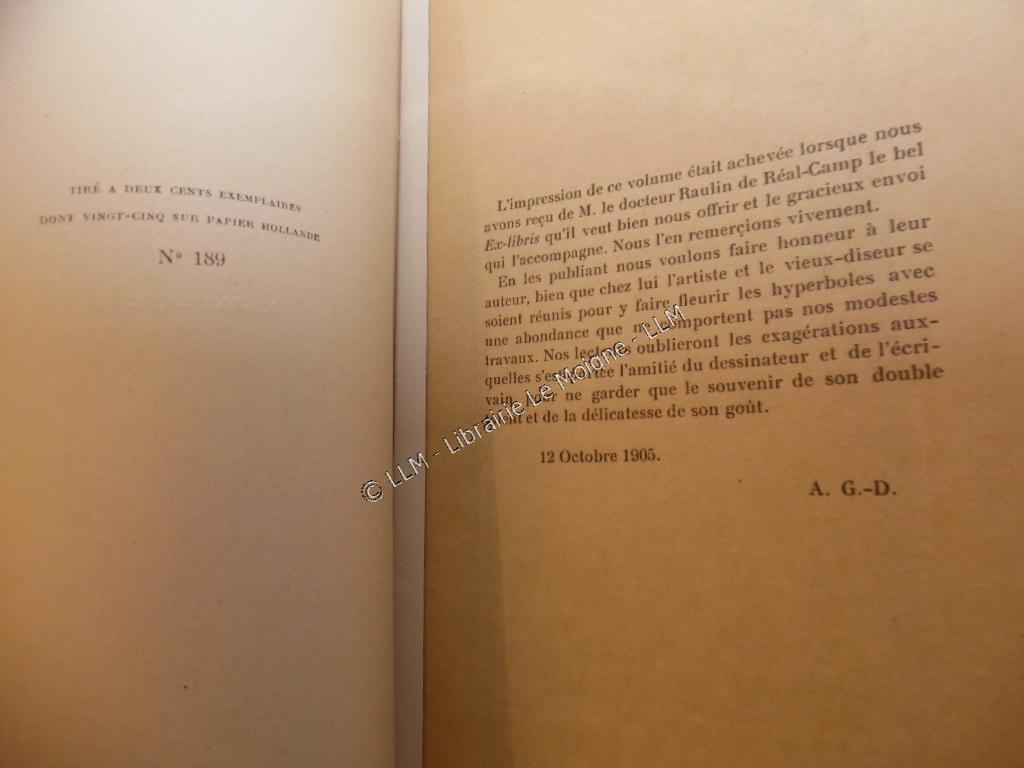 TIRÉ A DEUX CENTS EXEMPLAIRES
DONT VINGT-CINQ SUR PAPIER HOLLANDE
Nº 189
L'impression de ce volume était achevée lorsque nous
avons reçu de M. le docteur Raulin de Réal-Camp le bel
Ex-libris qu'il veut bien nous offrir et le gracieux envoi
qui l'accompagne. Nous l'en remerçions vivement.
En les publiant nous voulons faire honneur à leur
auteur, bien que chez lui l'artiste et le vieux-diseur se
soient réunis pour y faire fleurir les hyperboles avec
une abondance que comportent pas nos modestes
travaux. Nos lecteurs oublieront les exagérations aux-
quelles s'est l'amitié du dessinateur et de l'écri-
vain pour ne garder que le souvenir de son double
et de la délicatesse de son goût.
12 Octobre 1905.
A. G.-D.
© LLM - Librairie Le Moigne - LLM